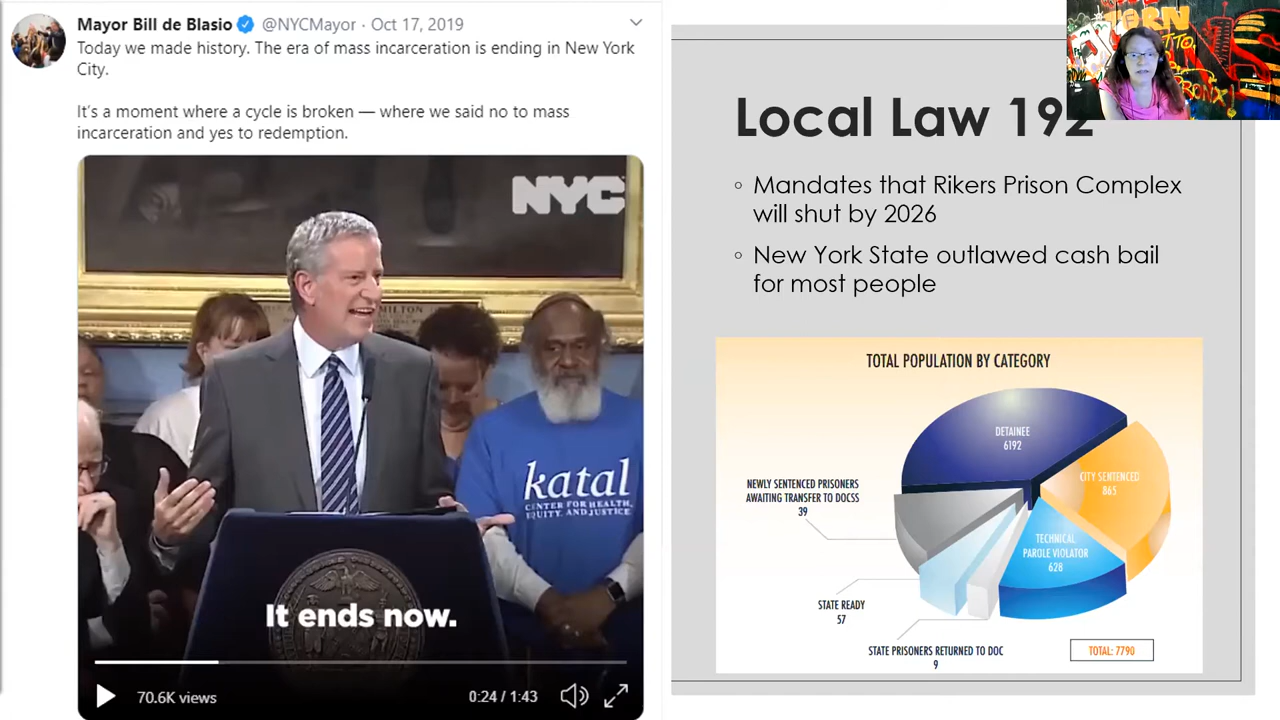 Mayor Bill de Blasio @NYCMayor · Oct 17, 2019
Today we made history. The era of mass incarceration is ending in New York
City.
It's a moment where a cycle is broken — where we said no to mass
incarceration and yes to redemption.
NYC
HAMILTON
katal
CENTER FOR HEALTH,
EQUITY, AND JUSTICE.
It ends now.
70.6K views
0:24 / 1:43
Local Law 192
◦ Mandates that Rikers Prison Complex
will shut by 2026
◦ New York State outlawed cash bail
for most people
TOTAL POPULATION BY CATEGORY
DETAINEE
6192
CITY SENTENCED
865
NEWLY SENTENCED PRISONERS
AWAITING TRANSFER TO DOCSS
39
TECHNICAL
PAROLE VIOLATOR
628
STATE READY
57
STATE PRISONERS RETURNED TO DOC
9
TOTAL: 7790